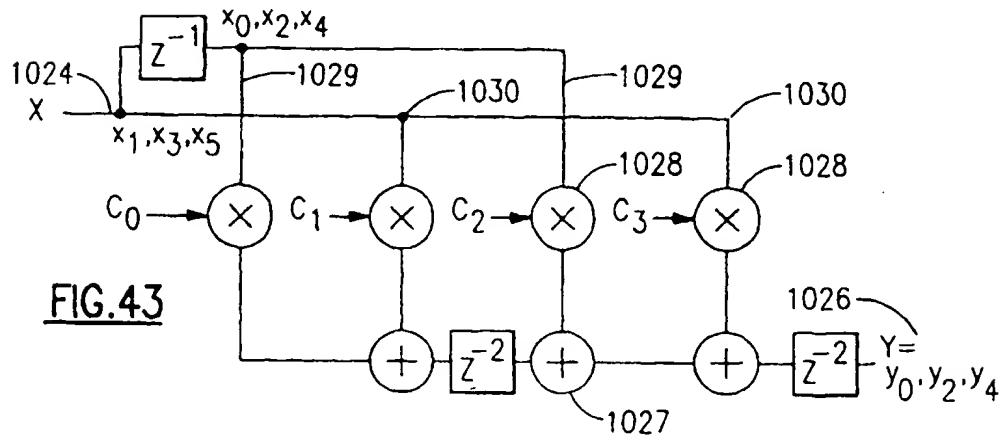 x0,x2,x4
z-1
1029
1029
1024
1030
1030
X
x1,x3,x5
1028
1028
C0
×
C1
×
C2
×
C3
×
FIG.43
1026
+
z-2
+
+
z-2
Y=
y0,y2,y4
1027